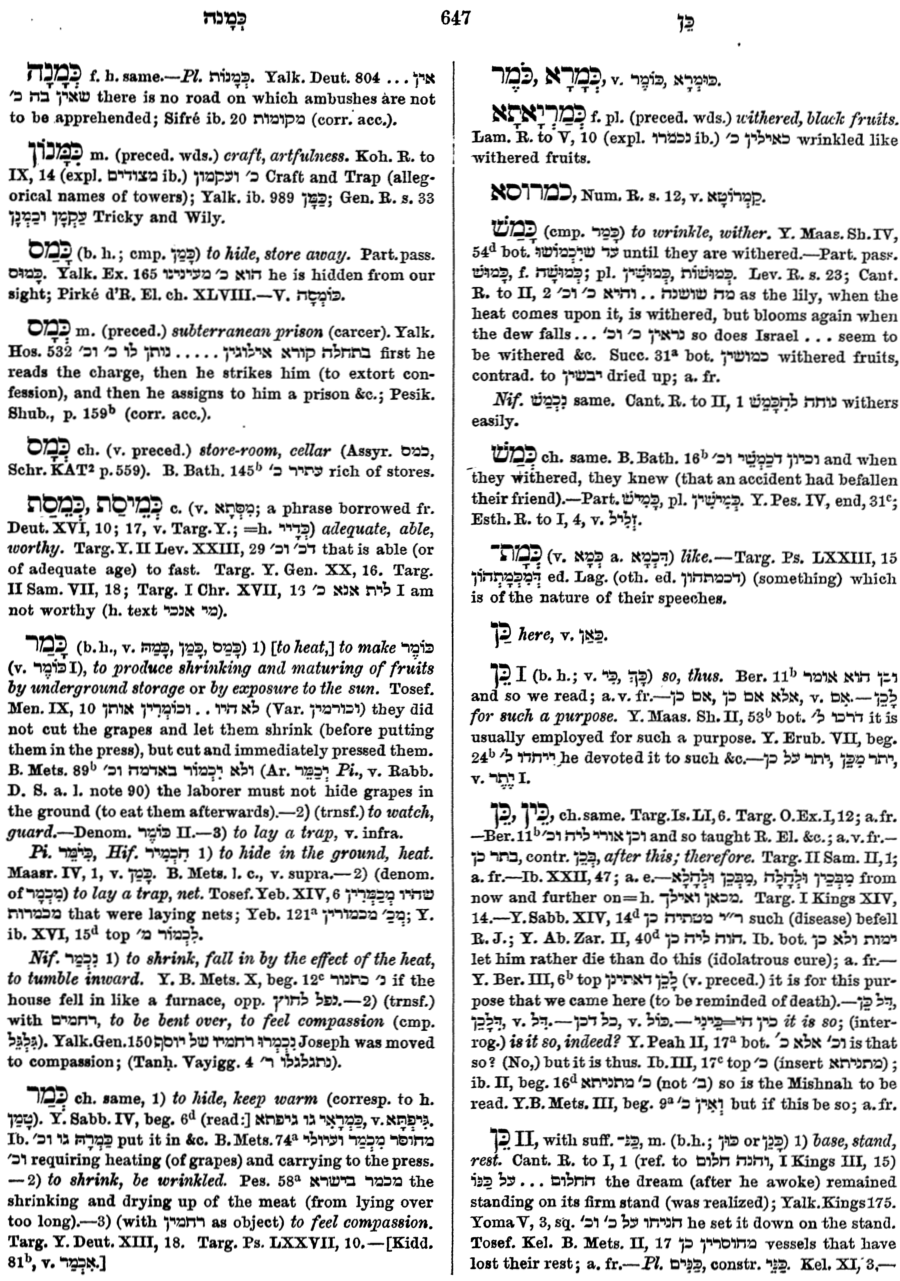 כְּמָנָה
647
כֵּן
כְּמָנָה f. h. same.—Pl. כְּמָנוֹת. Yalk. Deut. 804 ... אין
שאין בה כ׳ there is no road on which ambushes are not
to be apprehended; Sifré ib. 20 מקומות (corr. acc.).
כִּמָּנוֹן m. (preced. wds.) craft, artfulness. Koh. R. to
IX, 14 (expl. מצודים ib.) כ׳ ועקמון Craft and Trap (alleg-
orical names of towers); Yalk. ib. 989 כַּמָּן; Gen. R. s. 33
עַקְמָן וכַמְנָן Tricky and Wily.
כָּמַס (b. h.; cmp. כָּמַן) to hide, store away. Part. pass.
כָּמוּס. Yalk. Ex. 165 הוא כ׳ מעינינו he is hidden from our
sight; Pirké d'R. El. ch. XLVIII.—V. כּוּמְסָה.
כְּמָס m. (preced.) subterranean prison (carcer). Yalk.
Hos. 532 בתחלה קורא אילוגין ..... נותן לו כ׳ וכ׳ first he
reads the charge, then he strikes him (to extort con-
fession), and then he assigns to him a prison &c.; Pesik.
Shub., p. 159b (corr. acc.).
כְּמָס ch. (v. preced.) store-room, cellar (Assyr. כמס,
Schr. KAT² p. 559). B. Bath. 145b עתיר כ׳ rich of stores.
כְּמֵיסַת, כְּמִסַת c. (v. מִסְּתָא; a phrase borrowed fr.
Deut. XVI, 10; 17, v. Targ. Y.; =h. כְּדַיי) adequate, able,
worthy. Targ. Y. II Lev. XXIII, 29 דכ׳ וכ׳ that is able (or
of adequate age) to fast. Targ. Y. Gen. XX, 16. Targ.
II Sam. VII, 18; Targ. I Chr. XVII, 16 לית אנא כ׳ I am
not worthy (h. text מי אנכי).
כָּמַר (b. h., v. כָּמַס, כָּמַן, כָּמַהּ) 1) [to heat,] to make כּוֹמֶר
(v. כּוֹמֶר I), to produce shrinking and maturing of fruits
by underground storage or by exposure to the sun. Tosef.
Men. IX, 10 לא היו .. וכומרין אותן (Var. וכורמין) they did
not cut the grapes and let them shrink (before putting
them in the press), but cut and immediately pressed them.
B. Mets. 89b ולא יִכְמוֹר באדמה וכ׳ (Ar. יְכַמֵּר Pi., v. Rabb.
D. S. a. l. note 90) the laborer must not hide grapes in
the ground (to eat them afterwards).—2) (trnsf.) to watch,
guard.—Denom. כּוֹמֶר II.—3) to lay a trap, v. infra.
Pi. כִּימֵּר, Hif. הִכְמִיר 1) to hide in the ground, heat.
Maasr. IV, 1, v. כָּמַן. B. Mets. l. c., v. supra.—2) (denom.
of מִכְמָר) to lay a trap, net. Tosef. Yeb. XIV, 6 שהיו מְכַמְּרִין
מכמרות that were laying nets; Yeb. 121a מַכְ׳ מכמורין; Y.
ib. XVI, 15d top לִכְמוֹר מ׳.
Nif. נִכְמַר 1) to shrink, fall in by the effect of the heat,
to tumble inward. Y. B. Mets. X, beg. 12c נ׳ כתנור if the
house fell in like a furnace, opp. נפל לחוץ.—2) (trnsf.)
with רחמים, to be bent over, to feel compassion (cmp.
גִּלְגֵּל). Yalk. Gen. 150 נִכְמְרוּ רחמיו של יוסף Joseph was moved
to compassion; (Tanḥ. Vayigg. 4 נתגלגלו ר׳).
כְּמַר ch. same, 1) to hide, keep warm (corresp. to h.
טָמַן). Y. Sabb. IV, beg. 6d (read:) כַּמְרָאֵי גו גיפתא, v. גִּיפְתָּא.
Ib. כַּמְרָהּ גו וכ׳ put it in &c. B. Mets. 74a מחוסר מִכְמַר ועיולי
וכ׳ requiring heating (of grapes) and carrying to the press.
—2) to shrink, be wrinkled. Pes. 58a מכמר בישרא the
shrinking and drying up of the meat (from lying over
too long).—3) (with רחמין as object) to feel compassion.
Targ. Y. Deut. XIII, 18. Targ. Ps. LXXVII, 10.—[Kidd.
81b, v. אִכְּמַר.]
כֹּמֶר, כְּמָרָא, v. כּוֹמֶר, כּוּמְרָא.
כְּמַרְיָאתָא f. pl. (preced. wds.) withered, black fruits.
Lam. R. to V, 10 (expl. נכמרו ib.) כאילין כ׳ wrinkled like
withered fruits.
כמרוסא, Num. R. s. 12, v. קַמְרוֹטָא.
כָּמַשׁ (cmp. כָּמַר) to wrinkle, wither. Y. Maas. Sh. IV,
54d bot. עד שיִכְמוֹשׁוּ until they are withered.—Part. pass.
כָּמוּשׁ, f. כְּמוּשָׁה; pl. כְּמוּשִׁין, כְּמוּשׁוֹת. Lev. R. s. 23; Cant.
R. to II, 2 מה שושנה .. והיא כ׳ וכ׳ as the lily, when the
heat comes upon it, is withered, but blooms again when
the dew falls ... נראין כ׳ וכ׳ so does Israel ... seem to
be withered &c. Succ. 31a bot. כמושין withered fruits,
contrad. to יבשין dried up; a. fr.
Nif. נִכְמַשׁ same. Cant. R. to II, 1 נוחה לְהִכָּמֵשׁ withers
easily.
כְּמַשׁ ch. same. B. Bath. 16b וכיון דכָמְשֵׁי וכ׳ and when
they withered, they knew (that an accident had befallen
their friend).—Part. כָּמִישׁ, pl. כְּמִישִׁין. Y. Pes. IV, end, 31c;
Esth. R. to I, 4, v. זָלֵיל.
כְּמַת־ (v. כְּמָא a. הִכְמָא) like.—Targ. Ps. LXXIII, 15
דְּמִכְּמָתְהוֹן ed. Lag. (oth. ed. דכמתהון) (something) which
is of the nature of their speeches.
כַּן here, v. כַּאן.
כֵּן I (b. h.; v. כִּי, כָּךְ) so, thus. Ber. 11b וכן הוא אומר
and so we read; a. v. fr.—אלא אם כן, אם כן, v. אִם.—לְכֵן
for such a purpose. Y. Maas. Sh. II, 53b bot. דרכו ל׳ it is
usually employed for such a purpose. Y. Erub. VII, beg.
24b ייחדו ל׳ he devoted it to such &c.—יתר מִכֵּן, יתר על כן,
v. יֶתֶר I.
כֵּן, כֵּין, ch. same. Targ. Is. LI, 6. Targ. O. Ex. I, 12; a. fr.
—Ber. 11b וכן אורי ליה וכ׳ and so taught R. El. &c.; a. v. fr.—
בתר כן, contr. בְּכֵן, after this; therefore. Targ. II Sam. II, 1;
a. fr.—Ib. XXII, 47; a. e.—מִבְּכֵין וּלְהָלָא, מִבְּכֵן וּלְהָלָּא from
now and further on=h. מכאן ואילך. Targ. I Kings XIV,
14.—Y. Sabb. XIV, 14d ר״י מטתיה כן such (disease) befell
R. J.; Y. Ab. Zar. II, 40d הוה ליה כן. Ib. bot. ימות ולא כן
let him rather die than do this (idolatrous cure); a. fr.—
Y. Ber. III, 6b top לְכֵן דאתינן (v. preced.) it is for this pur-
pose that we came here (to be reminded of death).—דַּל כֵּן,
דִּלְכֵן, v. דַּל.—כל דכן, v. כּוֹל.—כין הי=כֵּינֵי it is so; (inter-
rog.) is it so, indeed? Y. Peah II, 17a bot. וכ׳ אלא כ׳ is that
so? (No,) but it is thus. Ib. III, 17c top כ׳ (insert מתניתא);
ib. II, beg. 16d כ׳ מתניתא (not ב׳) so is the Mishnah to be
read. Y. B. Mets. III, beg. 9a וְאִין כ׳ but if this be so; a. fr.
כֵּן II, with suff. כַּנּ־, m. (b. h.; כּוּן or כָּנַן) 1) base, stand,
rest. Cant. R. to I, 1 (ref. to והנה חלום, I Kings III, 15)
החלום ... על כַּנּוֹ the dream (after he awoke) remained
standing on its firm stand (was realized); Yalk. Kings 175.
Yoma V, 3, sq. הניחו על כ׳ וכ׳ he set it down on the stand.
Tosef. Kel. B. Mets. II, 17 מחוסרין כן vessels that have
lost their rest; a. fr.—Pl. כַּנִּים, constr. כַּנֵּי. Kel. XI, 3,—